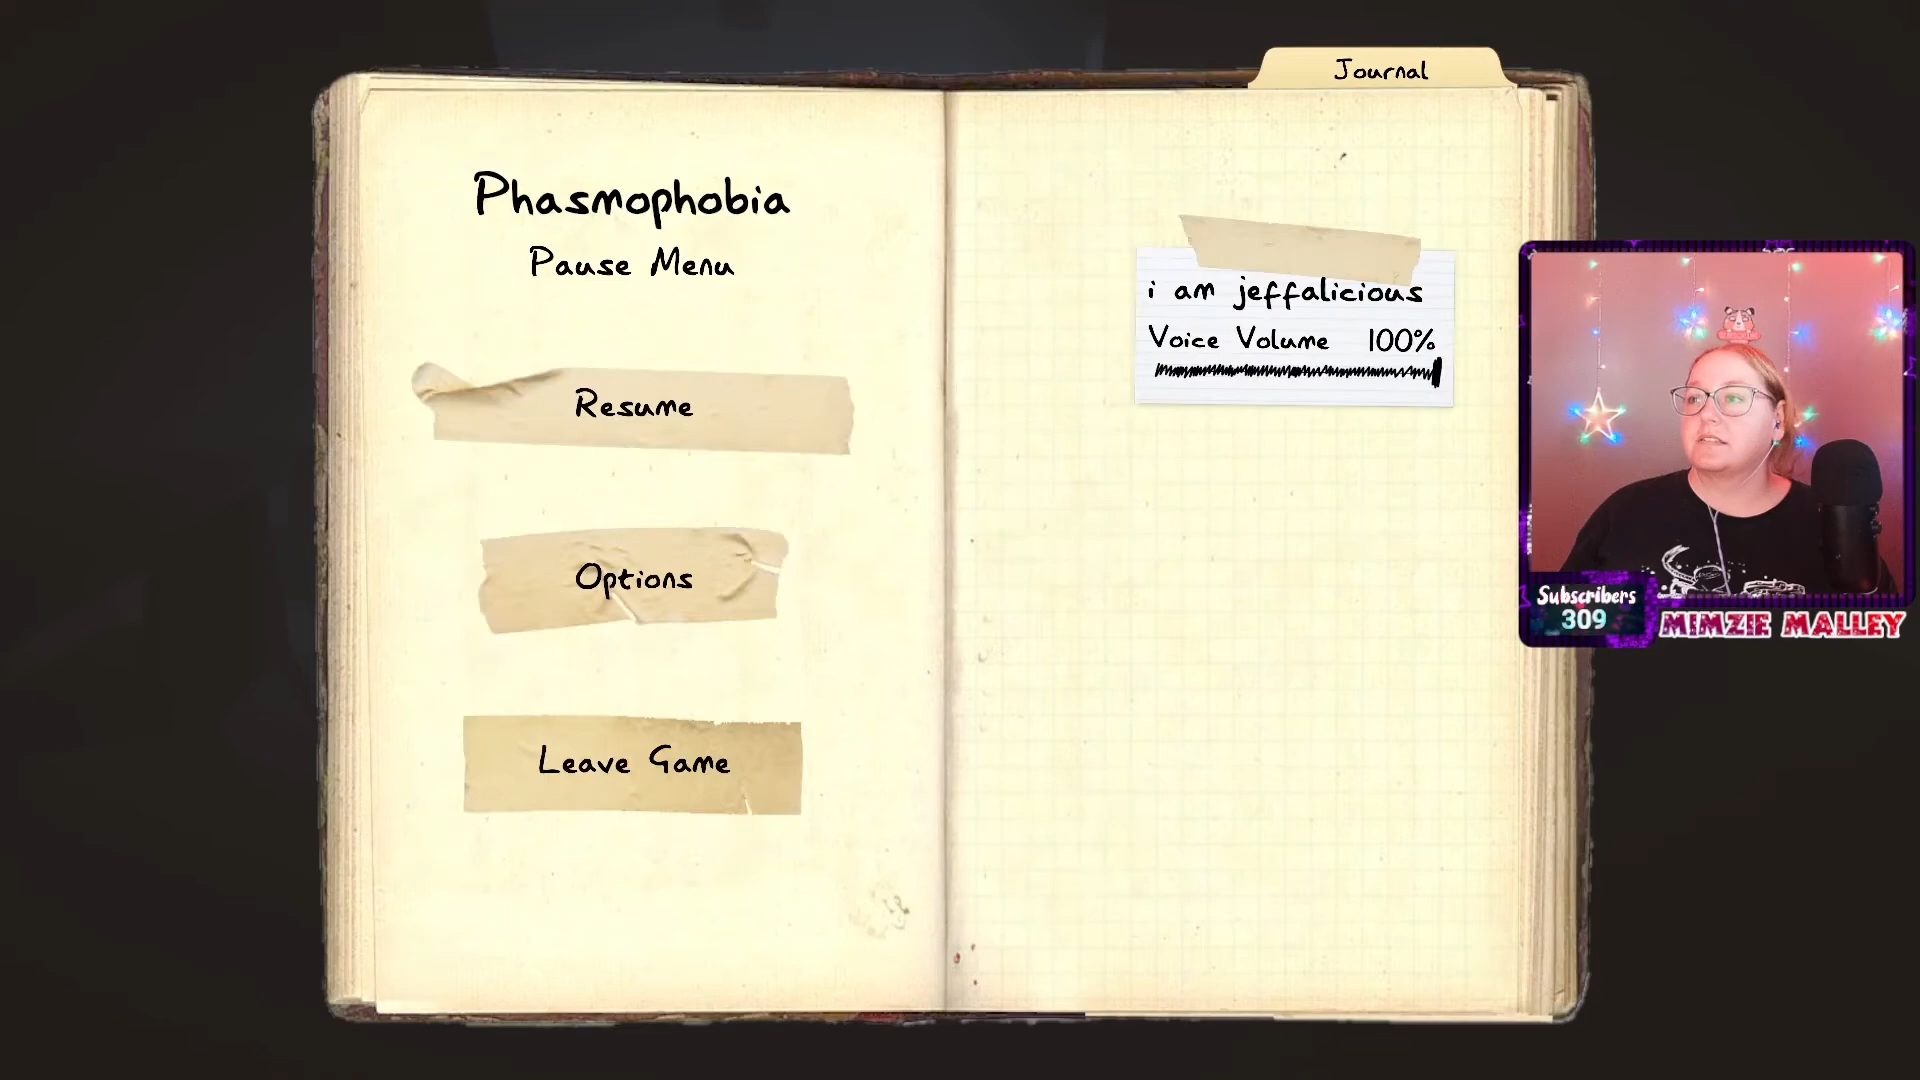 Journal
Phasmophobia
Pause Menu
i am jeffalicious
Voice Volume 100%
Resume
Options
Leave Game
Subscribers
309
MIMZIE MALLEY